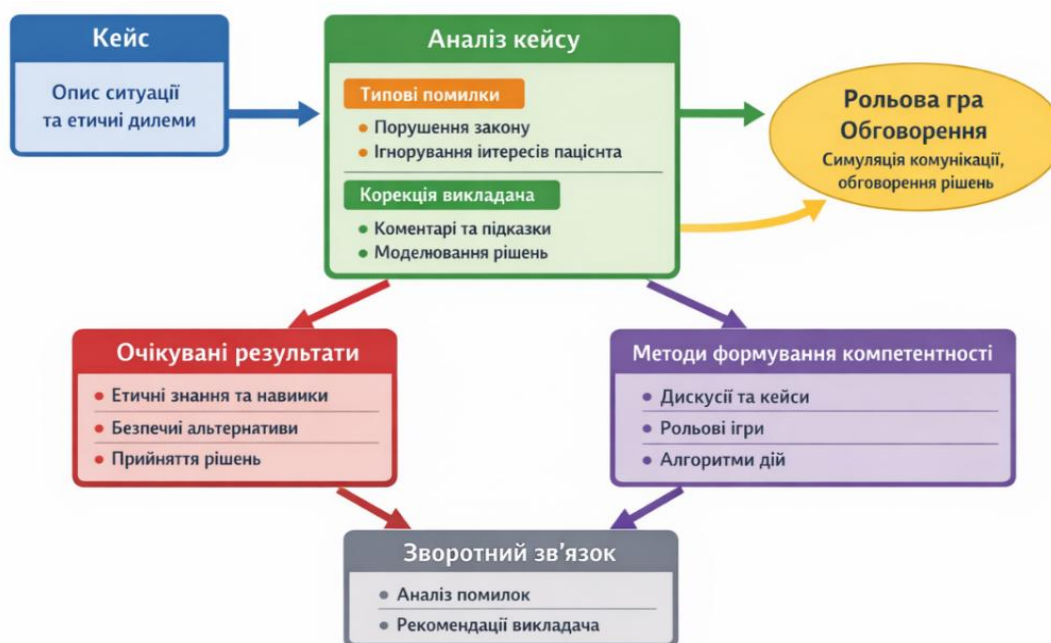 Кейс
Опис ситуації
та етичні дилеми
Аналіз кейсу
Типові помилки
Порушення закону
Ігнорування інтересів пацієнта
Корекція викладача
Коментарі та підказки
Моделювання рішень
Рольова гра
Обговорення
Симуляція комунікації,
обговорення рішень
Очікувані результати
Етичні знання та навиики
Безпечиі альтернативи
Прийняття рішень
Методи формування компетентності
Дискусії та кейси
Рольові ігри
Алгоритми дій
Зворотний зв'язок
Аналіз помилок
Рекомендації викладача